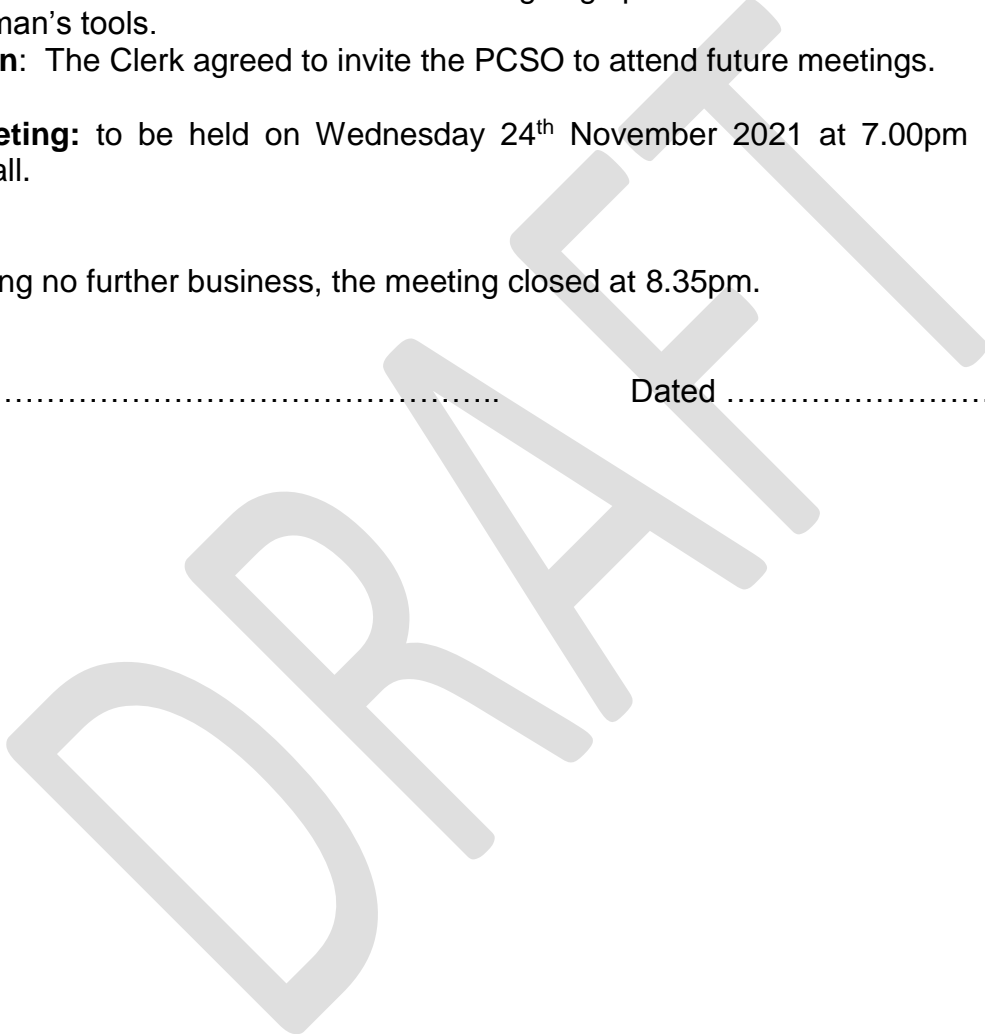 man's tools.
n: The Clerk agreed to invite the PCSO to attend future meetings.
eting: to be held on Wednesday 24th November 2021 at 7.00pm
all.
ng no further business, the meeting closed at 8.35pm.
…………………………………………….. Dated ……………………
DRAFT